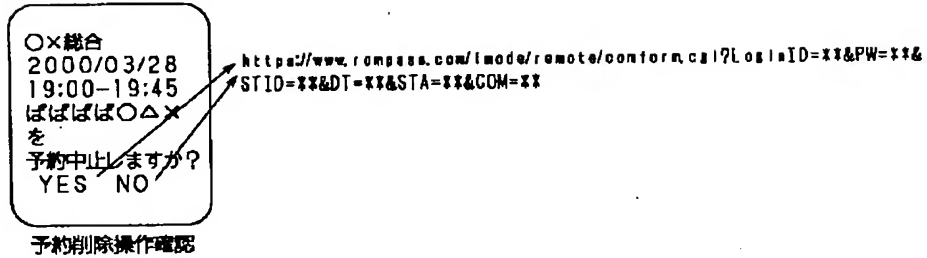 ○×総合
2000/03/28
19:00-19:45
ぱぱぱぱ○△×
を
予約中止しますか?
YES NO
https://www.rompass.com/imode/remote/comform.cgi?LoginID=**&PW=**&
STID=**&DT=**&STA=**&COM=**
予約削除操作確認